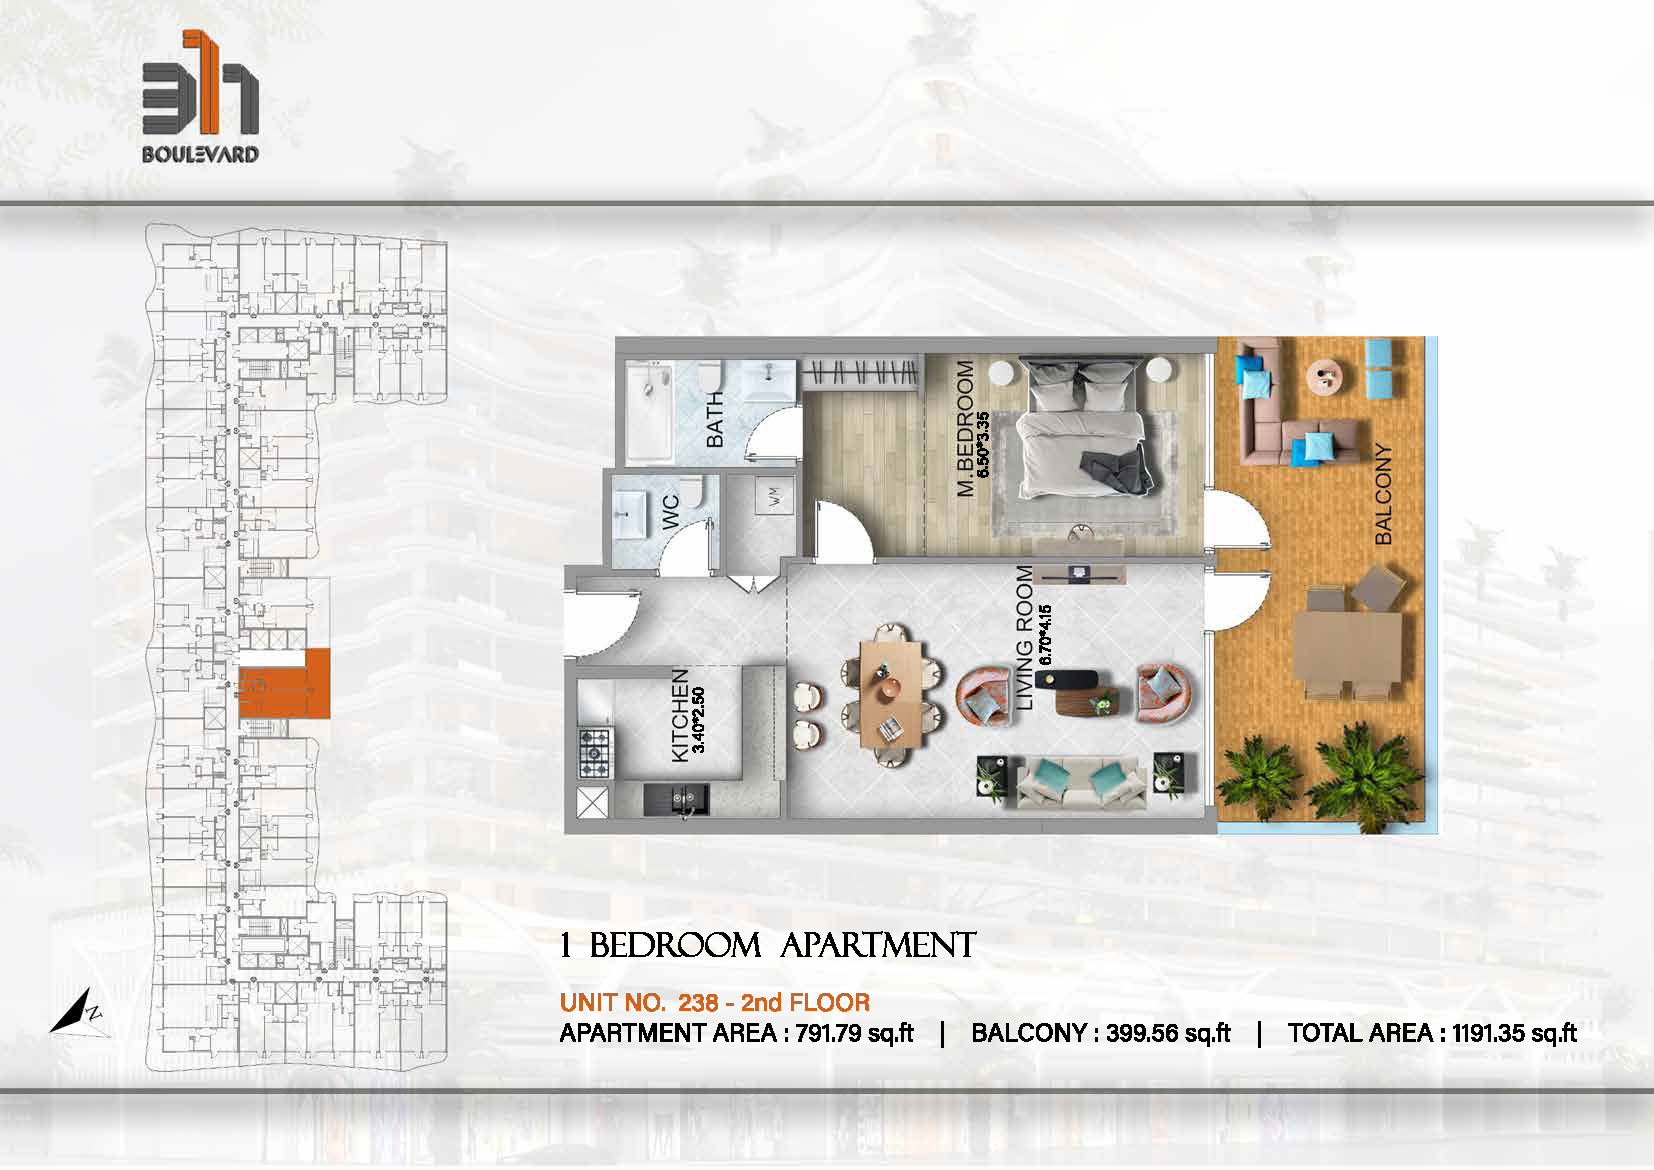 311
BOULEVARD
BATH
M.BEDROOM
6.50*3.35
WC
WM
BALCONY
LIVING ROOM
6.70*4.15
KITCHEN
3.40*2.50
N
1 BEDROOM APARTMENT
UNIT NO. 238 - 2nd FLOOR
APARTMENT AREA : 791.79 sq.ft | BALCONY : 399.56 sq.ft | TOTAL AREA : 1191.35 sq.ft